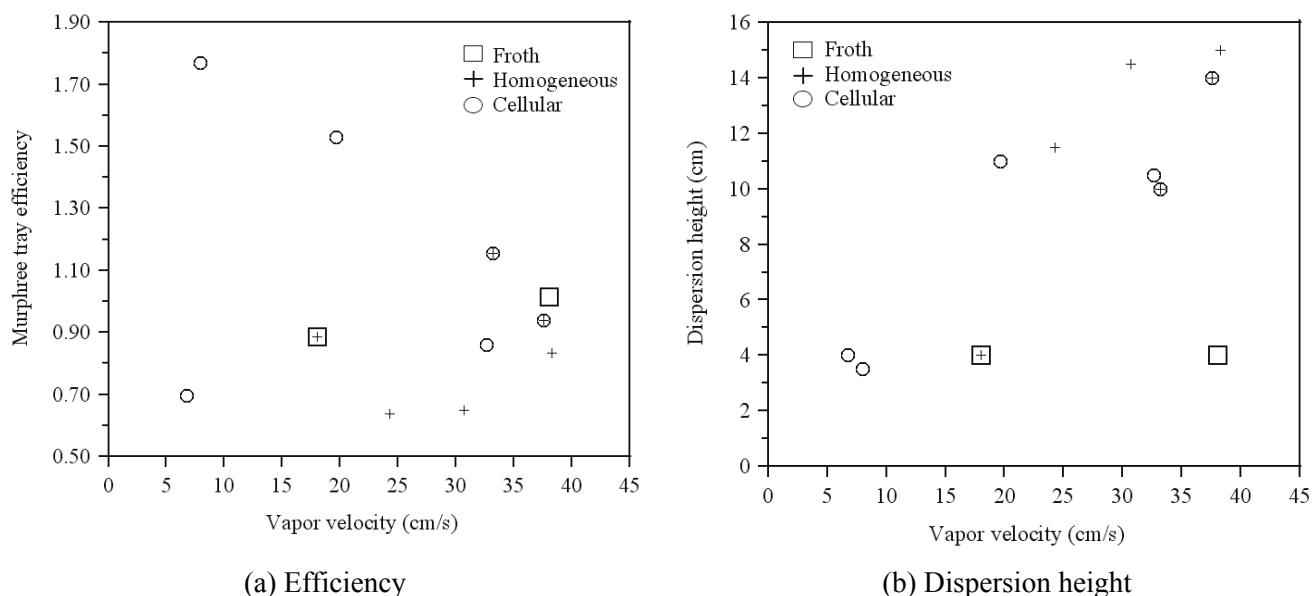 1.90
1.70
1.50
1.30
1.10
0.90
0.70
0.50
Murphree tray efficiency
Froth
Homogeneous
Cellular
0 5 10 15 20 25 30 35 40 45
Vapor velocity (cm/s)
(a) Efficiency
16
14
12
10
8
6
4
2
0
Dispersion height (cm)
Froth
Homogeneous
Cellular
0 5 10 15 20 25 30 35 40 45
Vapor velocity (cm/s)
(b) Dispersion height